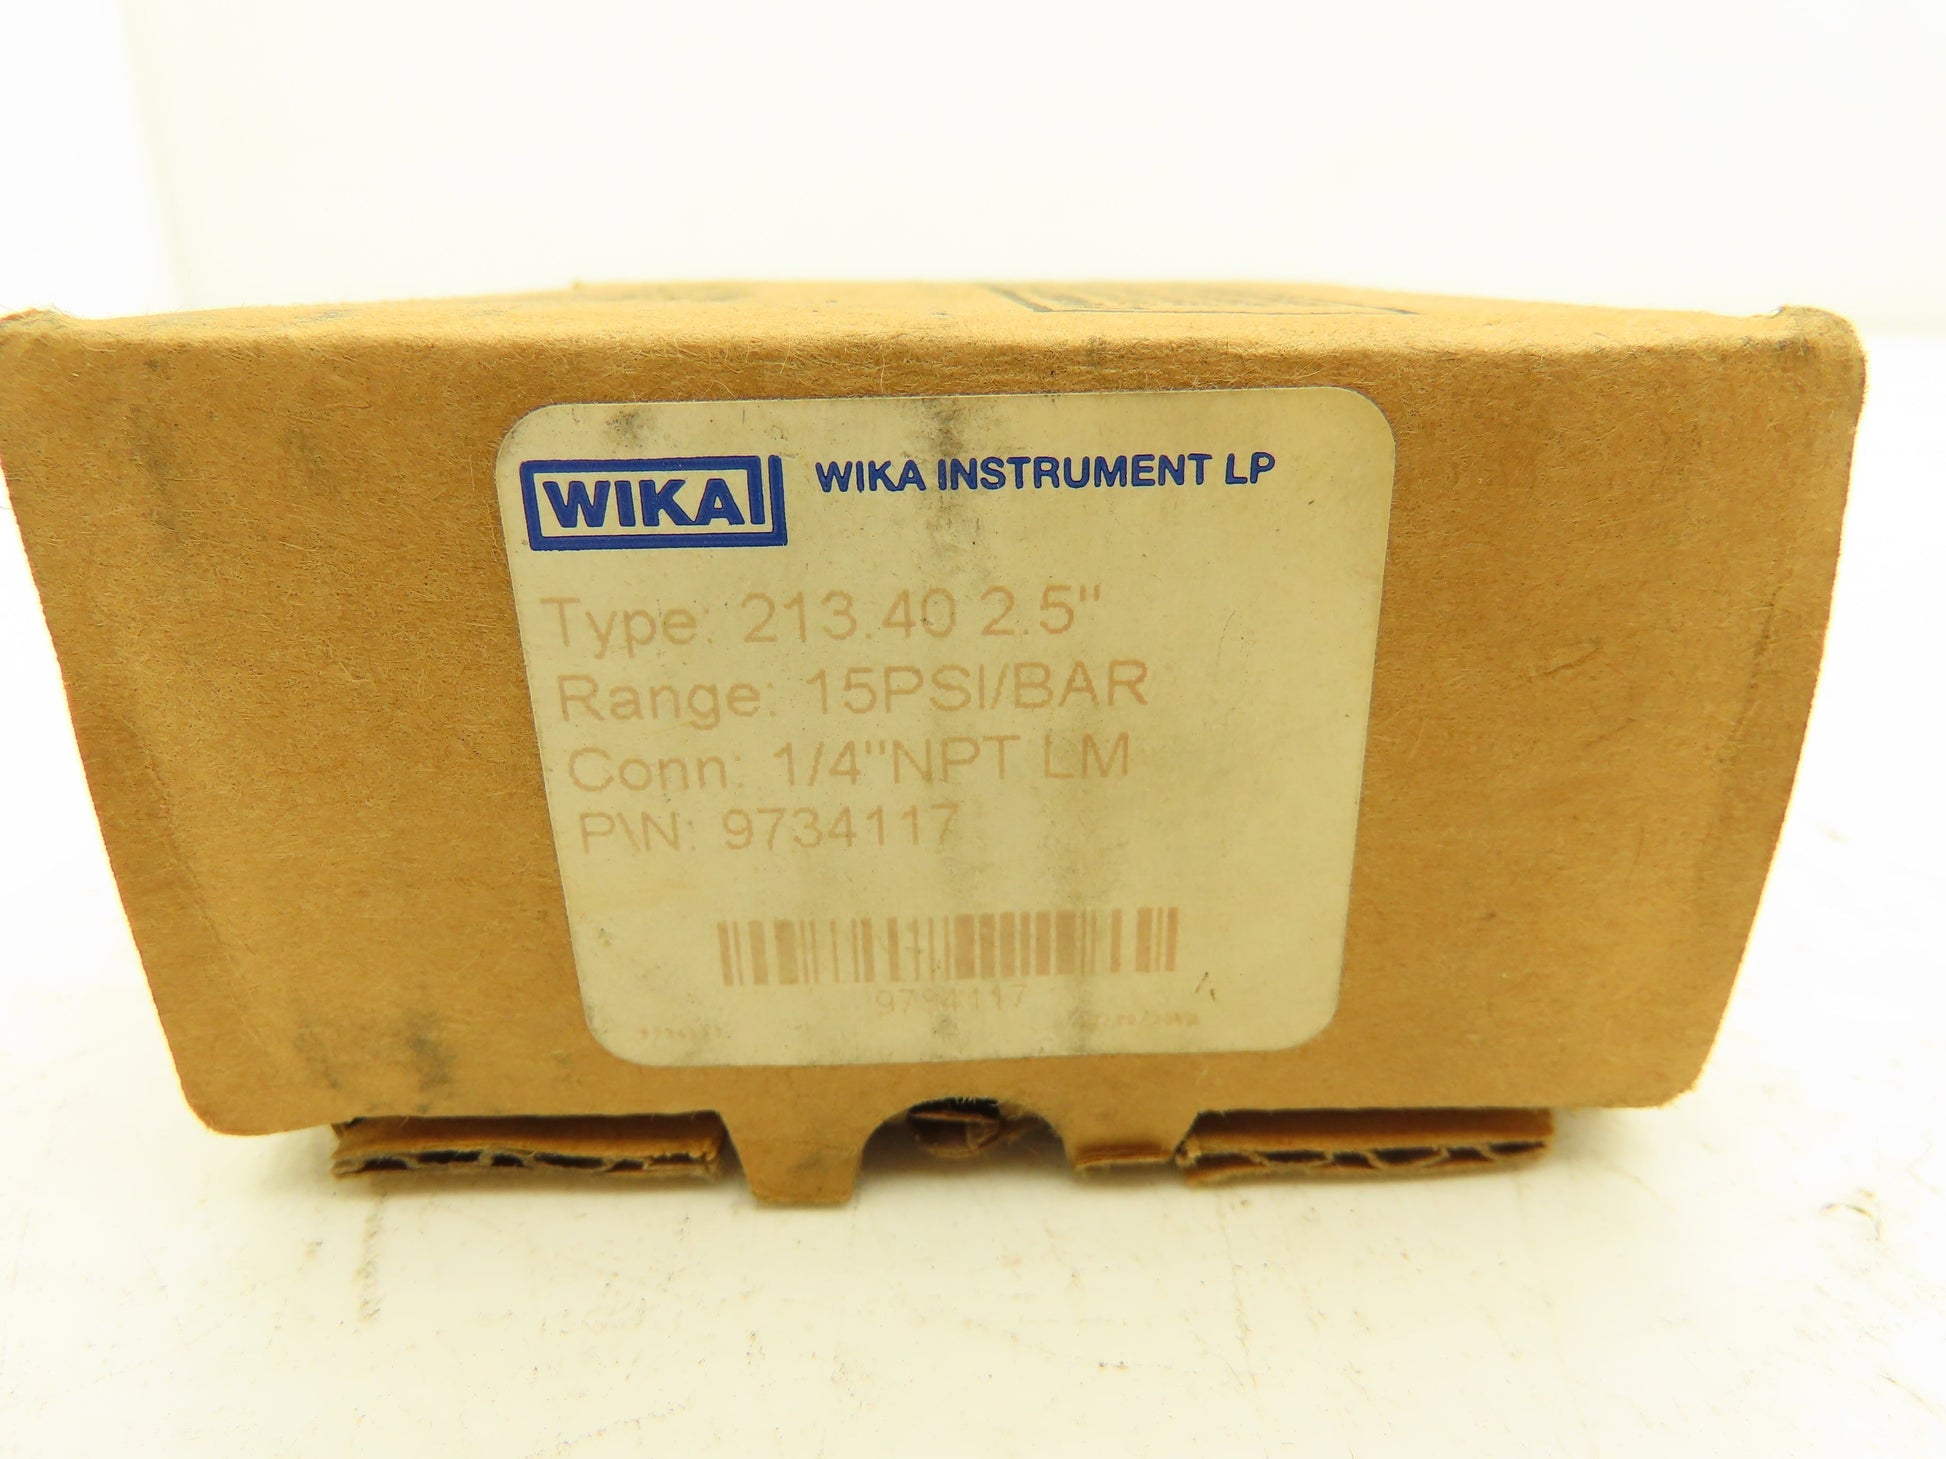 WIKA WIKA INSTRUMENT LP
Type: 213.40 2.5"
Range: 15PSI/BAR
Conn: 1/4"NPT LM
P\N: 9734117
9734117